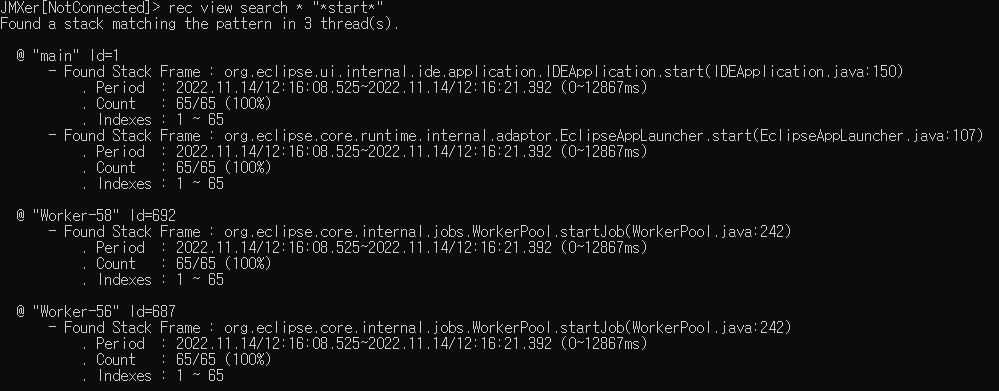 JMXer[NotConnected]> rec view search * "*start*"
Found a stack matching the pattern in 3 thread(s).
@ "main" Id=1
- Found Stack Frame : org.eclipse.ui.internal.ide.application.IDEApplication.start(IDEApplication.java:150)
. Period : 2022.11.14/12:16:08.525~2022.11.14/12:16:21.392 (0~12867ms)
. Count : 65/65 (100%)
. Indexes : 1 ~ 65
- Found Stack Frame : org.eclipse.core.runtime.internal.adaptor.EclipseAppLauncher.start(EclipseAppLauncher.java:107)
. Period : 2022.11.14/12:16:08.525~2022.11.14/12:16:21.392 (0~12867ms)
. Count : 65/65 (100%)
. Indexes : 1 ~ 65
@ "Worker-58" Id=692
- Found Stack Frame : org.eclipse.core.internal.jobs.WorkerPool.startJob(WorkerPool.java:242)
. Period : 2022.11.14/12:16:08.525~2022.11.14/12:16:21.392 (0~12867ms)
. Count : 65/65 (100%)
. Indexes : 1 ~ 65
@ "Worker-56" Id=687
- Found Stack Frame : org.eclipse.core.internal.jobs.WorkerPool.startJob(WorkerPool.java:242)
. Period : 2022.11.14/12:16:08.525~2022.11.14/12:16:21.392 (0~12867ms)
. Count : 65/65 (100%)
. Indexes : 1 ~ 65